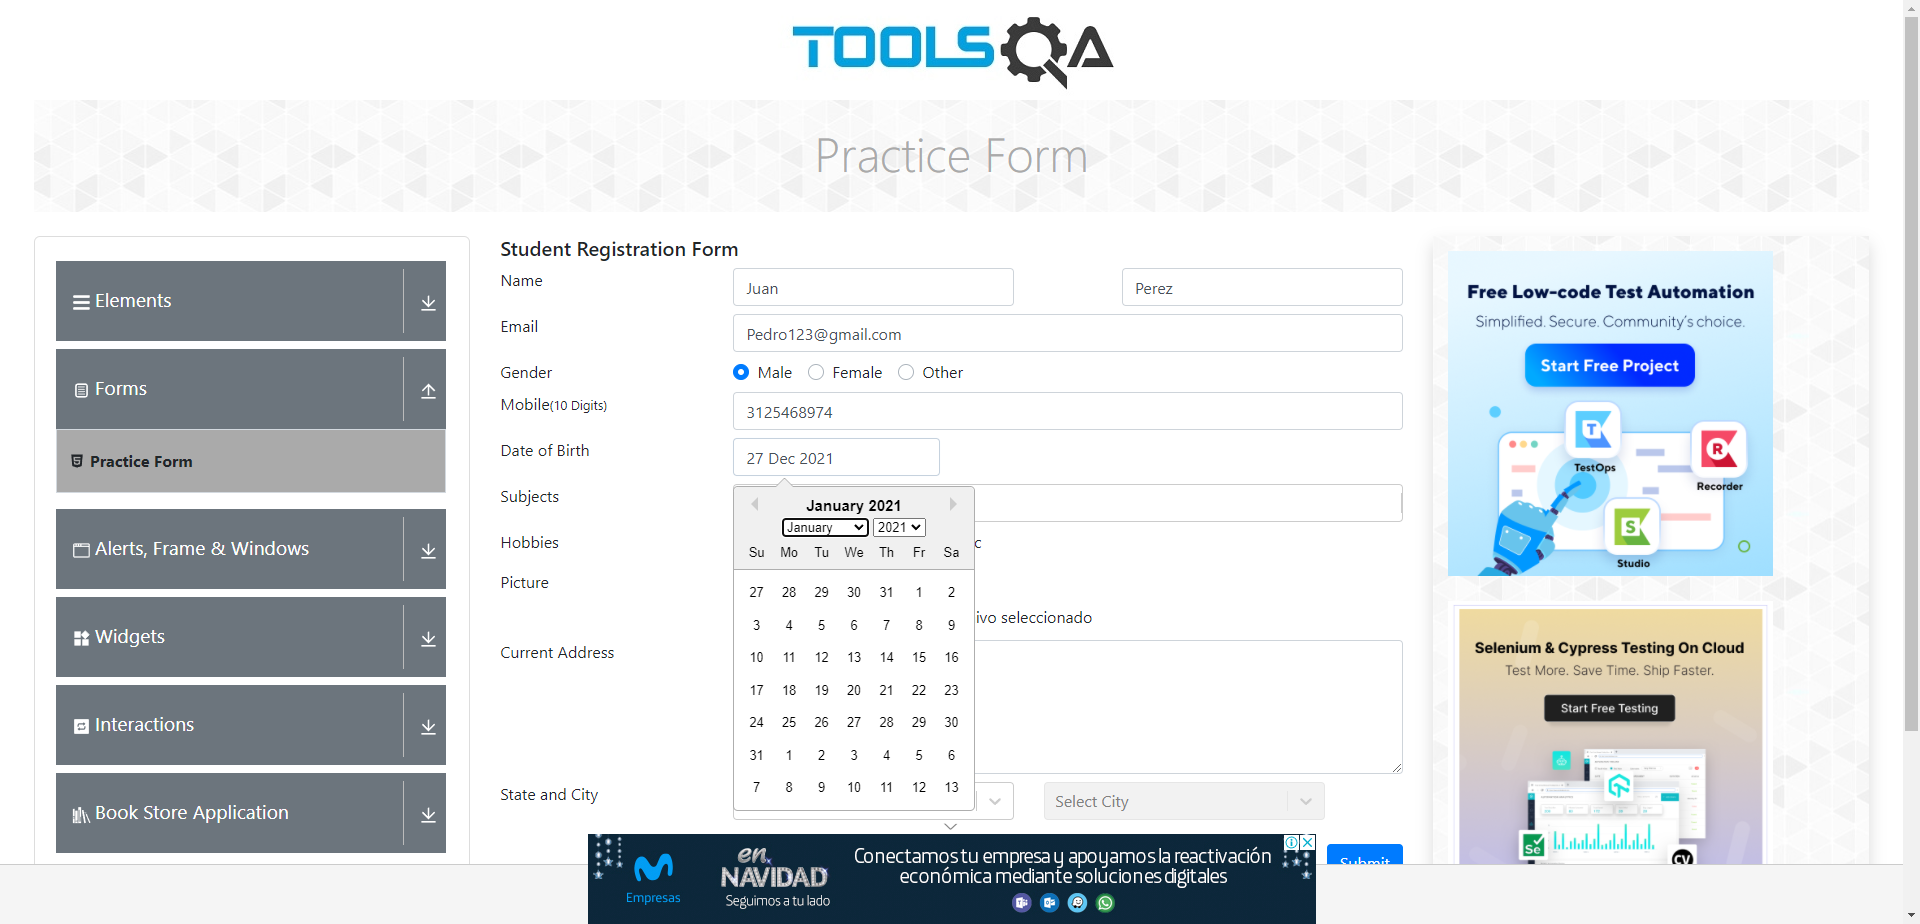 TOOLSQA
Practice Form
Elements
Forms
Practice Form
Alerts, Frame & Windows
Widgets
Interactions
Book Store Application
Student Registration Form
Name
Juan
Perez
Email
Pedro123@gmail.com
Gender
Male
Female
Other
Mobile(10 Digits)
3125468974
Date of Birth
27 Dec 2021
January 2021
January
2021
Su Mo Tu We Th Fr Sa
27 28 29 30 31 1 2
3 4 5 6 7 8 9
10 11 12 13 14 15 16
17 18 19 20 21 22 23
24 25 26 27 28 29 30
31 1 2 3 4 5 6
7 8 9 10 11 12 13
Subjects
Hobbies
c
Picture
ivo seleccionado
Current Address
State and City
Select City
Submit
Free Low-code Test Automation
Simplified. Secure. Community's choice.
Start Free Project
T
TestOps
R
Recorder
S
Studio
Selenium & Cypress Testing On Cloud
Test More. Save Time. Ship Faster.
Start Free Testing
Se
CV
Empresas
en
NAVIDAD
Seguimos a tu lado
Conectamos tu empresa y apoyamos la reactivación
económica mediante soluciones digitales